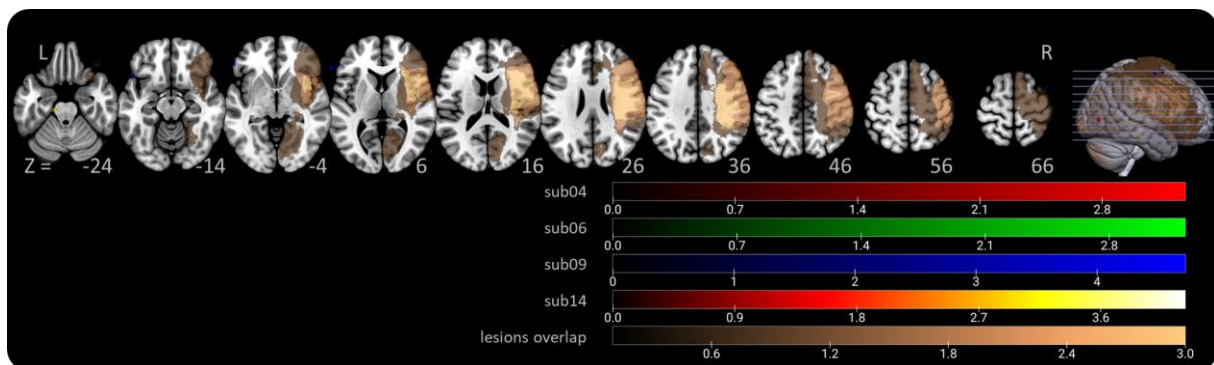 L
R
Z = -24 -14 -4 6 16 26 36 46 56 66
sub04
0.0 0.7 1.4 2.1 2.8
sub06
0.0 0.7 1.4 2.1 2.8
sub09
0 1 2 3 4
sub14
0.0 0.9 1.8 2.7 3.6
lesions overlap
0.6 1.2 1.8 2.4 3.0